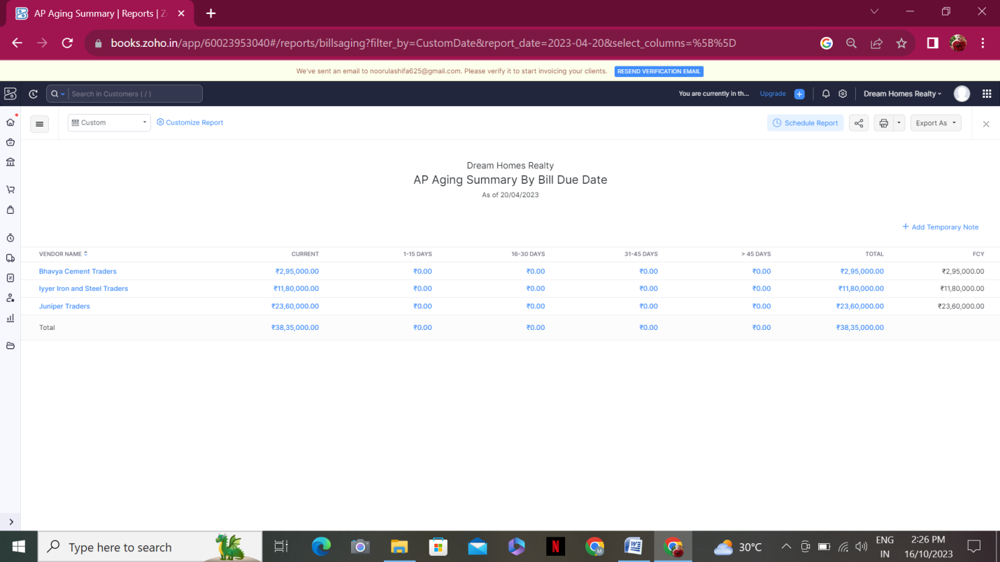 AP Aging Summary | Reports | Z
books.zoho.in/app/60023953040#/reports/billsaging?filter_by=CustomDate&report_date=2023-04-20&select_columns=%5B%5D
We've sent an email to noorulashifa625@gmail.com. Please verify it to start invoicing your clients. RESEND VERIFICATION EMAIL
Search in Customers ( / ) You are currently in th... Upgrade Dream Homes Realty
Custom Customize Report Schedule Report Export As
Dream Homes Realty
AP Aging Summary By Bill Due Date
As of 20/04/2023
+ Add Temporary Note
VENDOR NAME CURRENT 1-15 DAYS 16-30 DAYS 31-45 DAYS > 45 DAYS TOTAL FCY
Bhavya Cement Traders ₹2,95,000.00 ₹0.00 ₹0.00 ₹0.00 ₹0.00 ₹2,95,000.00 ₹2,95,000.00
Iyyer Iron and Steel Traders ₹11,80,000.00 ₹0.00 ₹0.00 ₹0.00 ₹0.00 ₹11,80,000.00 ₹11,80,000.00
Juniper Traders ₹23,60,000.00 ₹0.00 ₹0.00 ₹0.00 ₹0.00 ₹23,60,000.00 ₹23,60,000.00
Total ₹38,35,000.00 ₹0.00 ₹0.00 ₹0.00 ₹0.00 ₹38,35,000.00
Type here to search 30°C ENG 2:26 PM
IN 16/10/2023